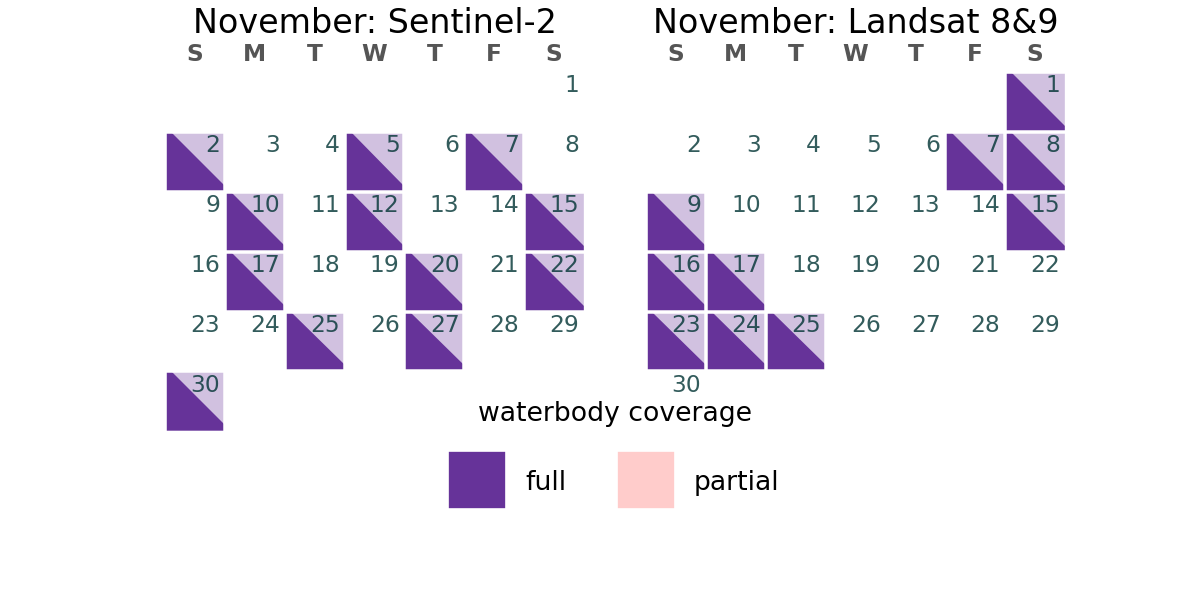 November: Sentinel-2
S M T W T F S
1
2 3 4 5 6 7 8
9 10 11 12 13 14 15
16 17 18 19 20 21 22
23 24 25 26 27 28 29
30
November: Landsat 8&9
S M T W T F S
1
2 3 4 5 6 7 8
9 10 11 12 13 14 15
16 17 18 19 20 21 22
23 24 25 26 27 28 29
30
waterbody coverage
full partial